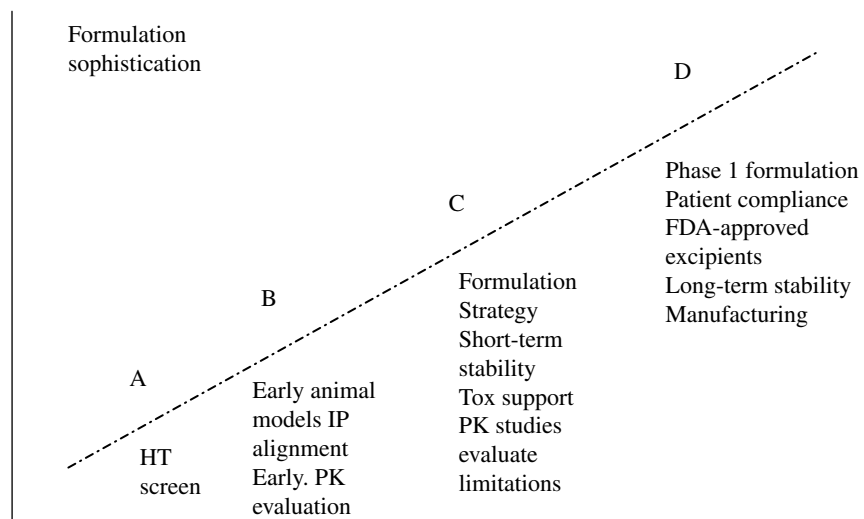 Formulation
sophistication
D
Phase 1 formulation
Patient compliance
FDA-approved
excipients
Long-term stability
Manufacturing
C
Formulation
Strategy
Short-term
stability
Tox support
PK studies
evaluate
limitations
B
Early animal
models IP
alignment
Early. PK
evaluation
A
HT
screen